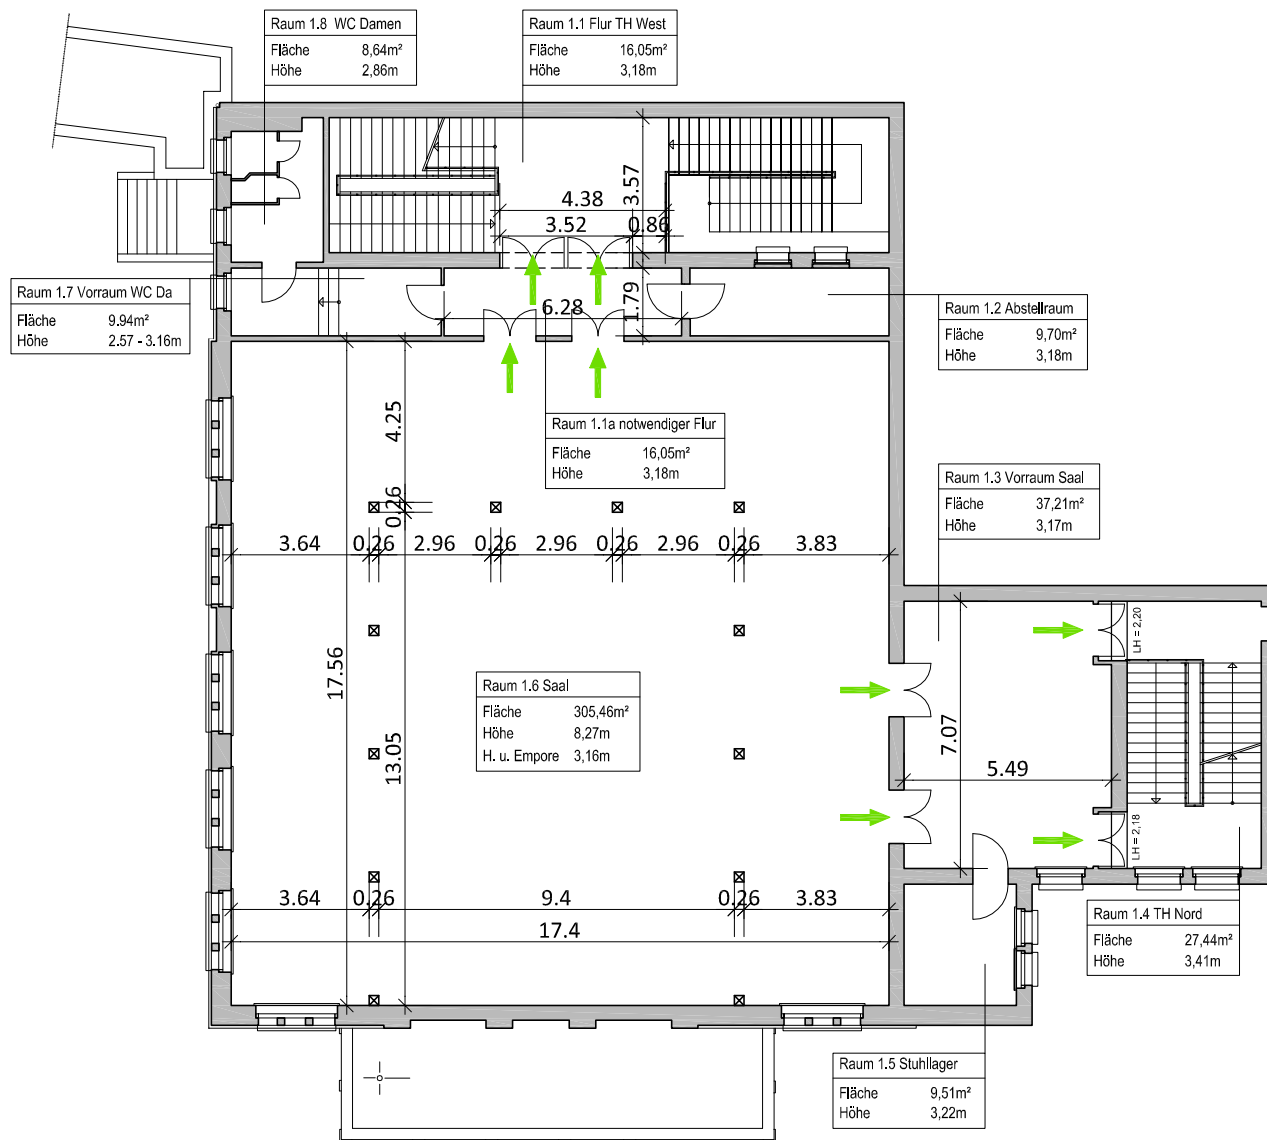 Raum 1.8 WC Damen
Fläche 8,64m²
Höhe 2,86m
Raum 1.1 Flur TH West
Fläche 16,05m²
Höhe 3,18m
3.57
4.38
3.52 0.86
Raum 1.7 Vorraum WC Da
Fläche 9.94m²
Höhe 2.57 - 3.16m
6.28
1.79
Raum 1.2 Abstellraum
Fläche 9,70m²
Höhe 3,18m
4.25
Raum 1.1a notwendiger Flur
Fläche 16,05m²
Höhe 3,18m
Raum 1.3 Vorraum Saal
Fläche 37,21m²
Höhe 3,17m
0.26
3.64 0.26 2.96 0.26 2.96 0.26 2.96 0.26 3.83
LH = 2,20
17.56
Raum 1.6 Saal
Fläche 305,46m²
Höhe 8,27m
H. u. Empore 3,16m
13.05
7.07
5.49
LH = 2,18
3.64 0.26 9.4 0.26 3.83
17.4
Raum 1.4 TH Nord
Fläche 27,44m²
Höhe 3,41m
Raum 1.5 Stuhllager
Fläche 9,51m²
Höhe 3,22m